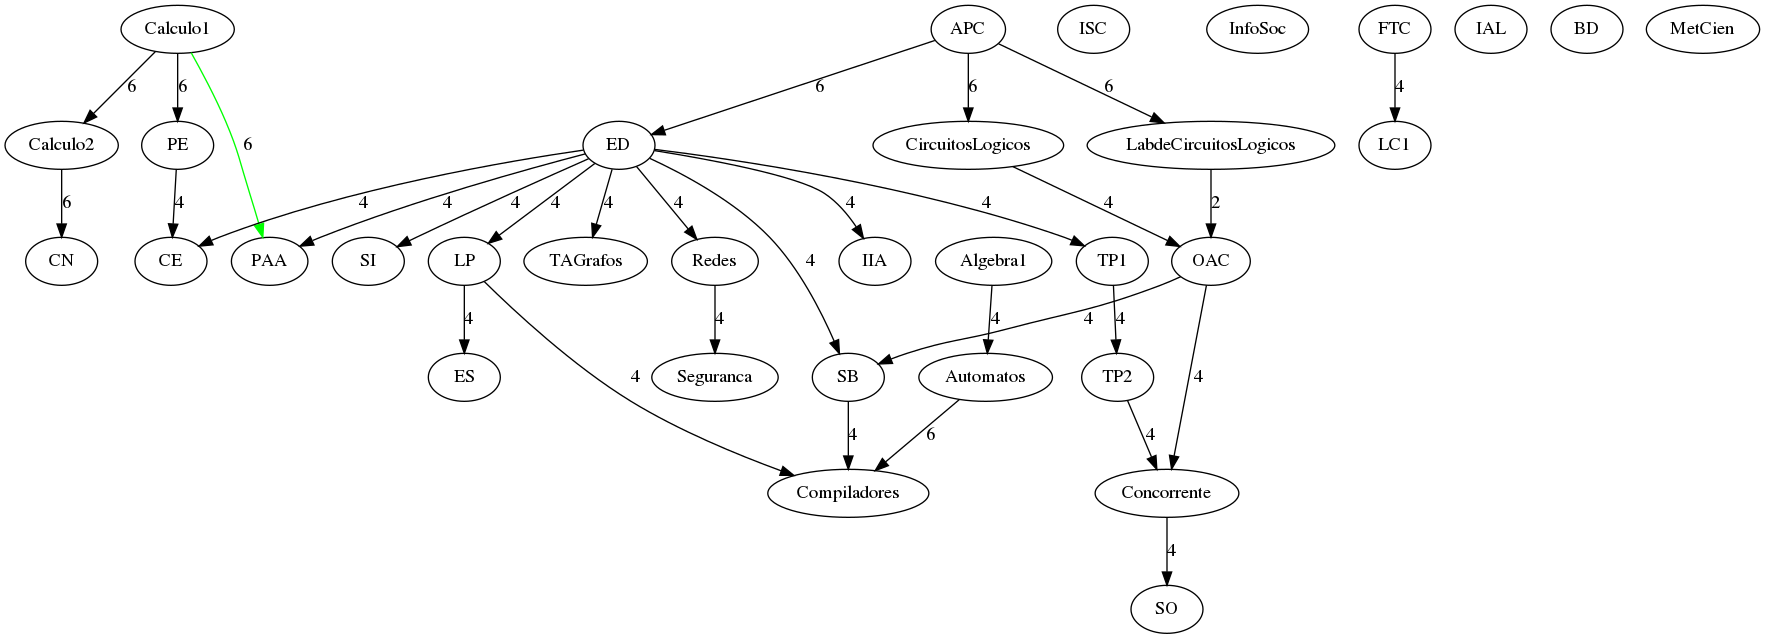 Calculo1
APC
ISC
InfoSoc
FTC
IAL
BD
MetCien
6
6
6
6
6
6
4
Calculo2
PE
ED
CircuitosLogicos
LabdeCircuitosLogicos
LC1
6
4
4
4
4
4
4
4
4
4
4
4
2
CN
CE
PAA
SI
LP
TAGrafos
Redes
IIA
Algebra1
TP1
OAC
4
4
4
4
4
4
4
ES
Seguranca
SB
Automatos
TP2
4
6
4
Compiladores
Concorrente
4
SO